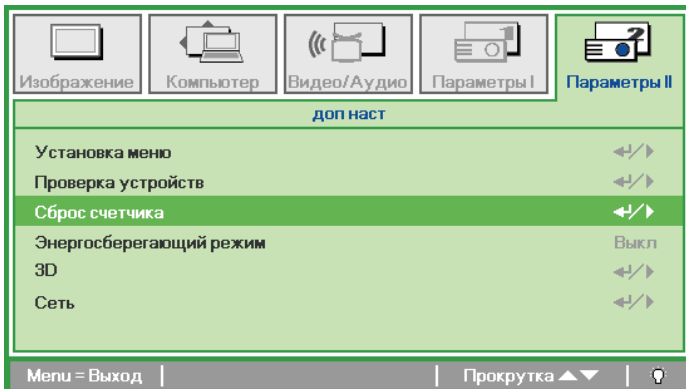 Изображение
Компьютер
Видео/Аудио
Параметры I
Параметры II
доп наст
Установка меню
Проверка устройств
Сброс счетчика
Энергосберегающий режим Выкл
3D
Сеть
Menu = Выход Прокрутка